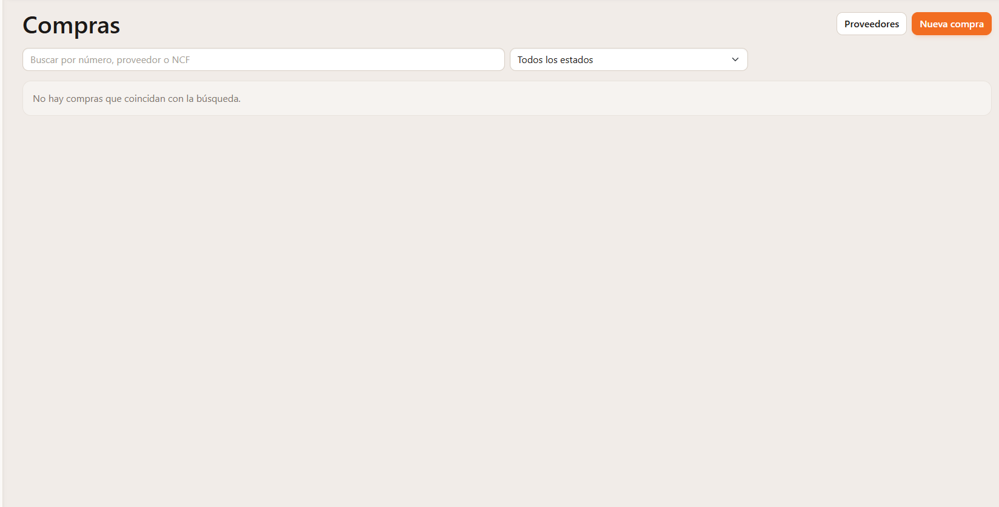 Compras
Proveedores
Nueva compra
Buscar por número, proveedor o NCF
Todos los estados
No hay compras que coincidan con la búsqueda.